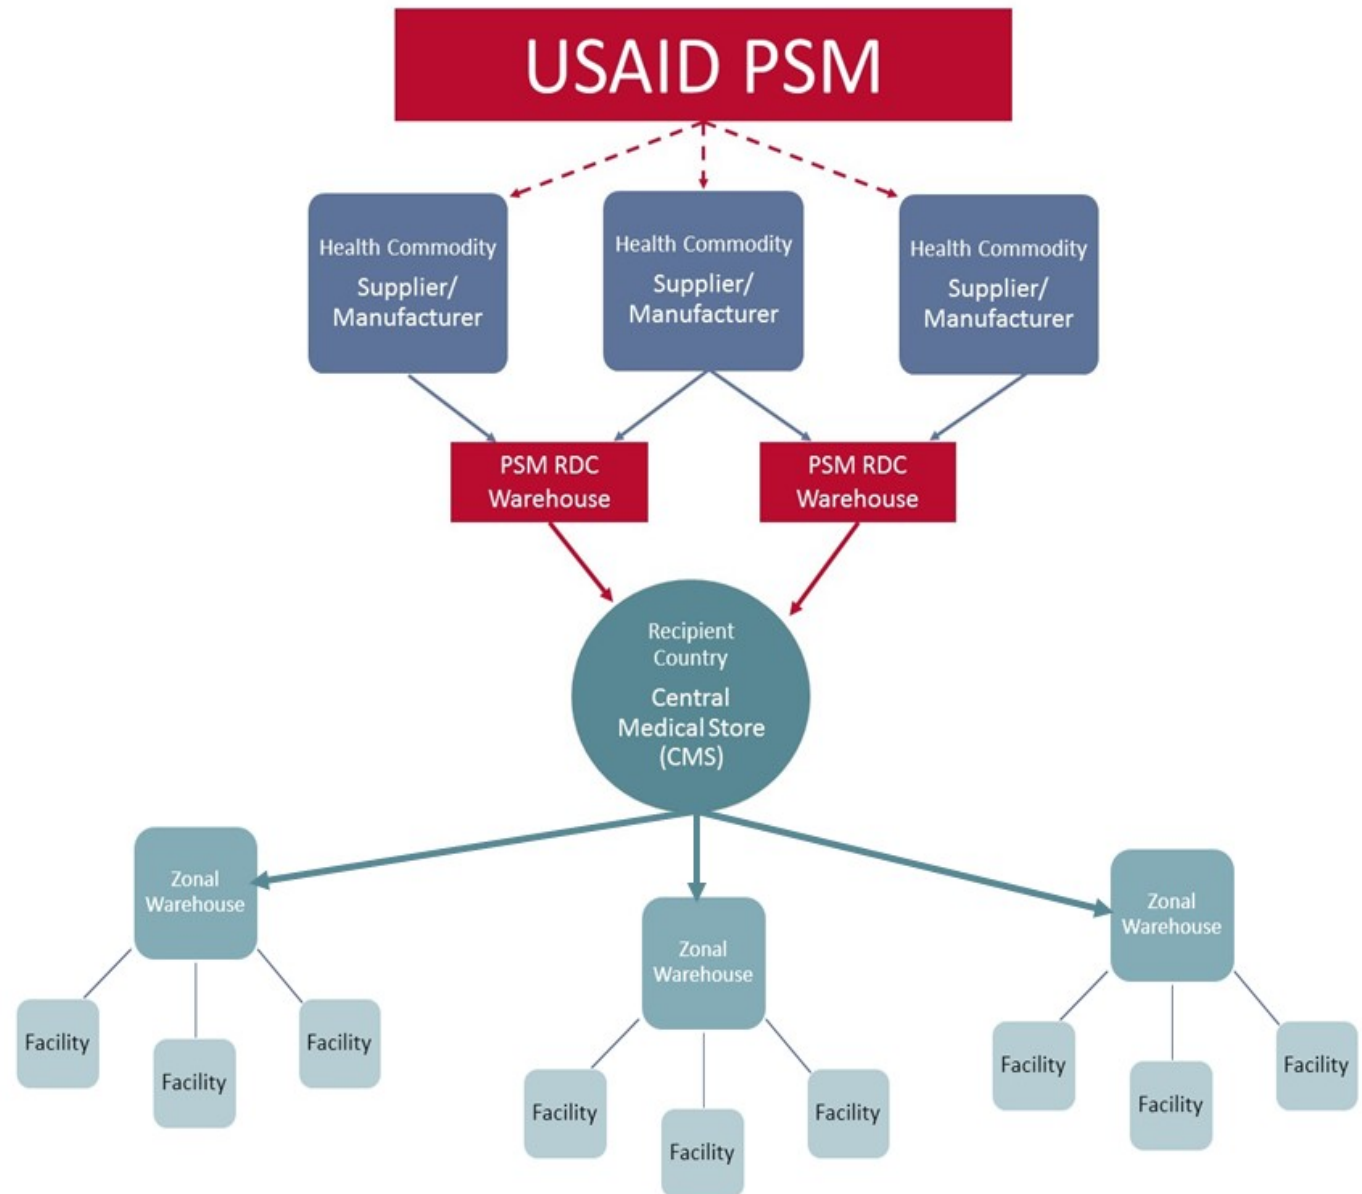 USAID PSM
Health Commodity
Supplier/
Manufacturer
Health Commodity
Supplier/
Manufacturer
Health Commodity
Supplier/
Manufacturer
PSM RDC
Warehouse
PSM RDC
Warehouse
Recipient
Country
Central
Medical Store
(CMS)
Zonal
Warehouse
Zonal
Warehouse
Zonal
Warehouse
Facility
Facility
Facility
Facility
Facility
Facility
Facility
Facility
Facility